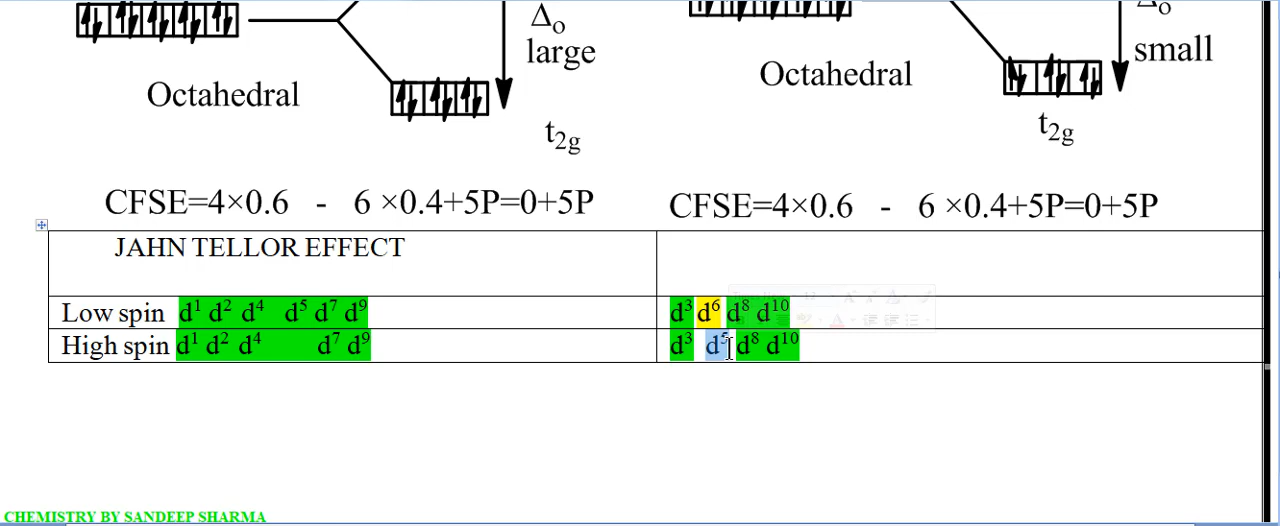 Δo
large
Octahedral
t2g
Δo
small
Octahedral
t2g
CFSE=4×0.6 - 6 ×0.4+5P=0+5P
CFSE=4×0.6 - 6 ×0.4+5P=0+5P
JAHN TELLOR EFFECT
Low spin d¹ d² d⁴ d⁵ d⁷ d⁹ d³ d⁶ d⁸ d¹⁰
High spin d¹ d² d⁴ d⁷ d⁹ d³ d⁵ d⁸ d¹⁰
CHEMISTRY BY SANDEEP SHARMA